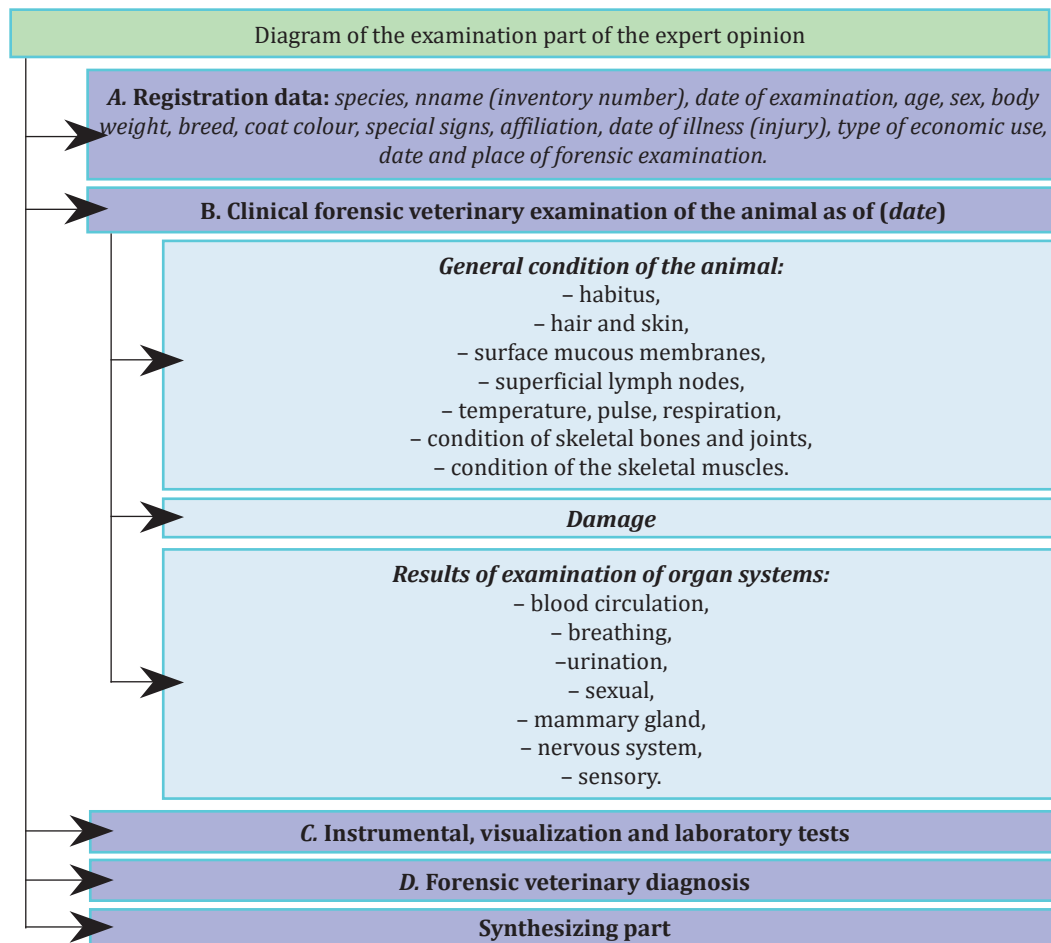 Diagram of the examination part of the expert opinion
A. Registration data: species, nname (inventory number), date of examination, age, sex, body
weight, breed, coat colour, special signs, affiliation, date of illness (injury), type of economic use,
date and place of forensic examination.
B. Clinical forensic veterinary examination of the animal as of (date)
General condition of the animal:
– habitus,
– hair and skin,
– surface mucous membranes,
– superficial lymph nodes,
– temperature, pulse, respiration,
– condition of skeletal bones and joints,
– condition of the skeletal muscles.
Damage
Results of examination of organ systems:
– blood circulation,
– breathing,
–urination,
– sexual,
– mammary gland,
– nervous system,
– sensory.
C. Instrumental, visualization and laboratory tests
D. Forensic veterinary diagnosis
Synthesizing part